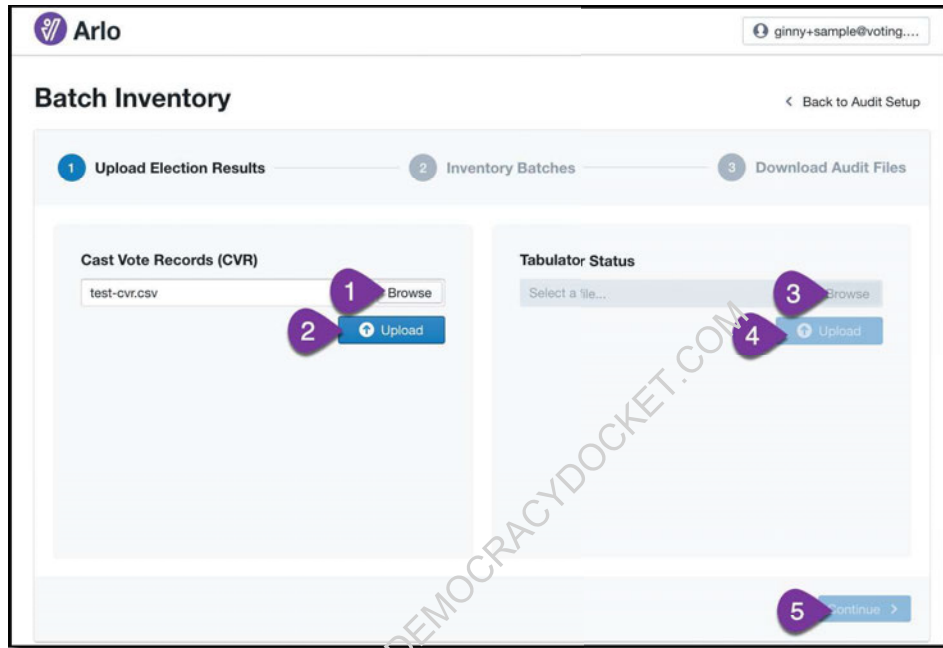 Arlo
ginny+sample@voting....
Batch Inventory
< Back to Audit Setup
1 Upload Election Results
2 Inventory Batches
3 Download Audit Files
Cast Vote Records (CVR)
test-cvr.csv
1
Browse
2
Upload
Tabulator Status
Select a file...
3
Browse
4
Upload
5
Continue >
DEMOCRACYDOCKET.COM